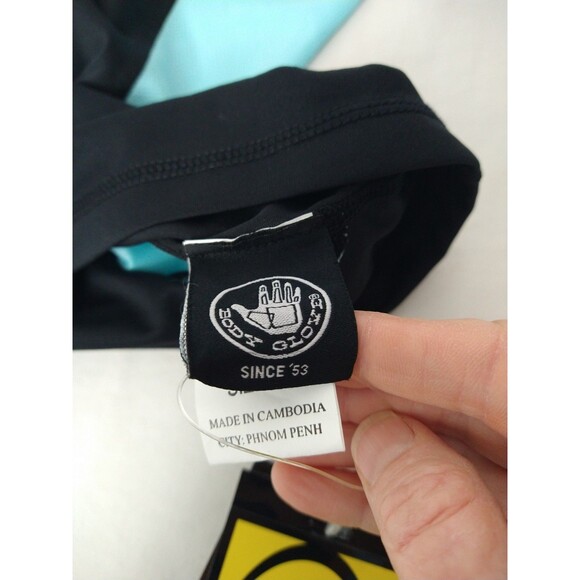 BODY GLOVE
SINCE '53
MADE IN CAMBODIA
CITY: PHNOM PENH